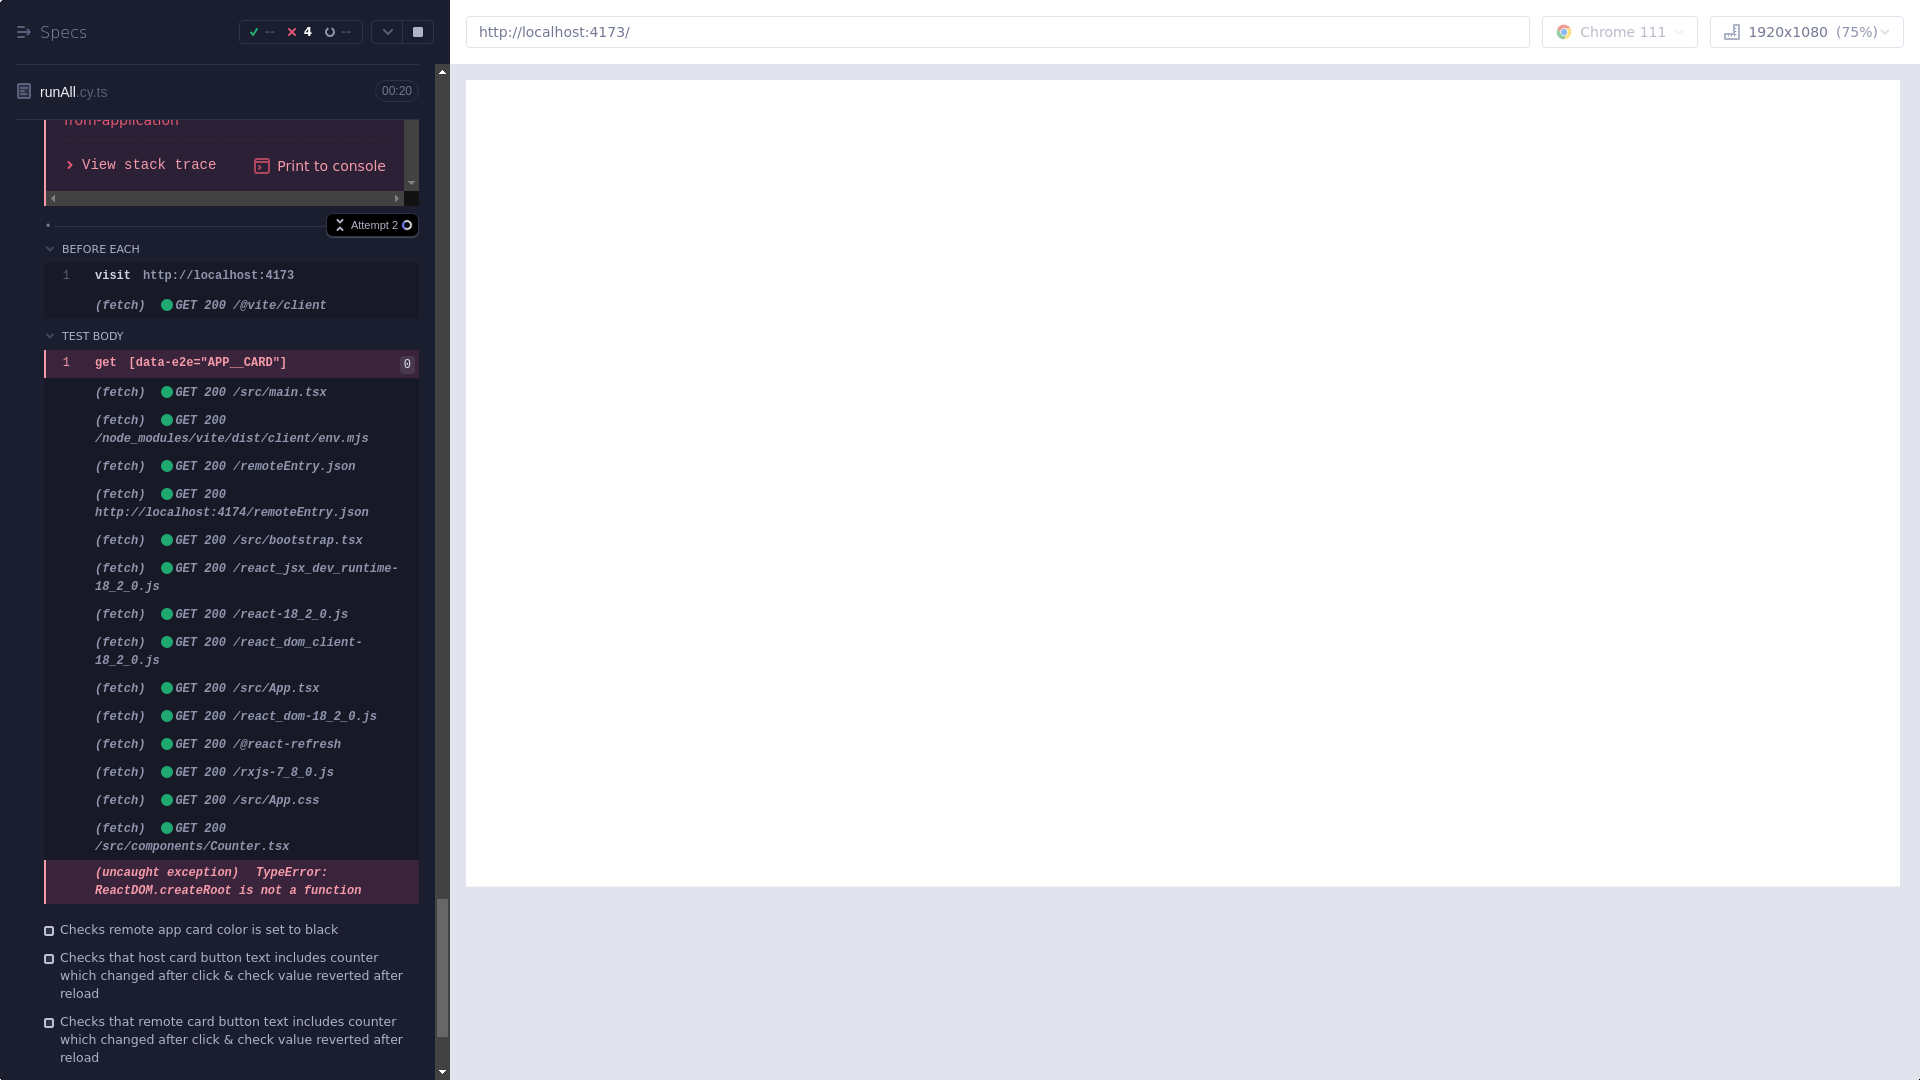 Specs
-- 4 --
http://localhost:4173/
Chrome 111
1920x1080 (75%)
runAll.cy.ts
00:20
from-application
View stack trace
Print to console
Attempt 2
BEFORE EACH
1 visit http://localhost:4173
(fetch) GET 200 /@vite/client
TEST BODY
1 get [data-e2e="APP__CARD"] 0
(fetch) GET 200 /src/main.tsx
(fetch) GET 200
/node_modules/vite/dist/client/env.mjs
(fetch) GET 200 /remoteEntry.json
(fetch) GET 200
http://localhost:4174/remoteEntry.json
(fetch) GET 200 /src/bootstrap.tsx
(fetch) GET 200 /react_jsx_dev_runtime-
18_2_0.js
(fetch) GET 200 /react-18_2_0.js
(fetch) GET 200 /react_dom_client-
18_2_0.js
(fetch) GET 200 /src/App.tsx
(fetch) GET 200 /react_dom-18_2_0.js
(fetch) GET 200 /@react-refresh
(fetch) GET 200 /rxjs-7_8_0.js
(fetch) GET 200 /src/App.css
(fetch) GET 200
/src/components/Counter.tsx
(uncaught exception) TypeError:
ReactDOM.createRoot is not a function
Checks remote app card color is set to black
Checks that host card button text includes counter
which changed after click & check value reverted after
reload
Checks that remote card button text includes counter
which changed after click & check value reverted after
reload